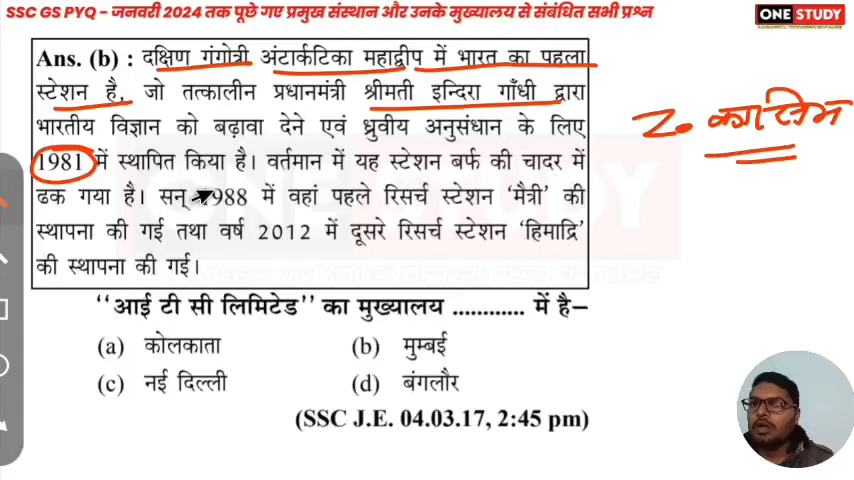 SSC GS PYQ - जनवरी 2024 तक पूछे गए प्रमुख संस्थान और उनके मुख्यालय से संबंधित सभी प्रश्न
ONE STUDY
Ans. (b) : दक्षिण गंगोत्री अंटार्कटिका महाद्वीप में भारत का पहला
स्टेशन है, जो तत्कालीन प्रधानमंत्री श्रीमती इन्दिरा गाँधी द्वारा
भारतीय विज्ञान को बढ़ावा देने एवं ध्रुवीय अनुसंधान के लिए
1981 में स्थापित किया है। वर्तमान में यह स्टेशन बर्फ की चादर में
ढक गया है। सन् 1988 में वहां पहले रिसर्च स्टेशन 'मैत्री' की
स्थापना की गई तथा वर्ष 2012 में दूसरे रिसर्च स्टेशन 'हिमाद्रि'
की स्थापना की गई।
Z. कासिम
''आई टी सी लिमिटेड'' का मुख्यालय ............ में है–
(a) कोलकाता (b) मुम्बई
(c) नई दिल्ली (d) बंगलौर
(SSC J.E. 04.03.17, 2:45 pm)